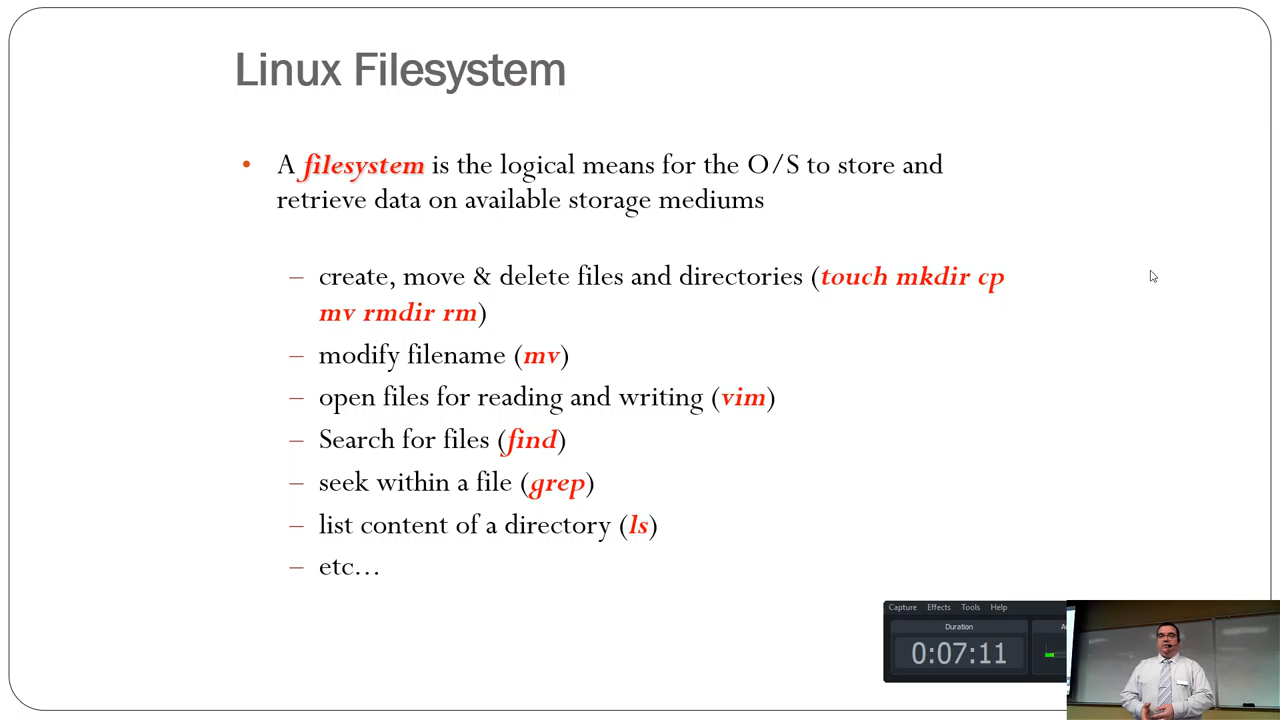 Linux Filesystem
• A filesystem is the logical means for the O/S to store and
retrieve data on available storage mediums
– create, move & delete files and directories (touch mkdir cp
mv rmdir rm)
– modify filename (mv)
– open files for reading and writing (vim)
– Search for files (find)
– seek within a file (grep)
– list content of a directory (ls)
– etc…
Capture Effects Tools Help
Duration
0:07:11